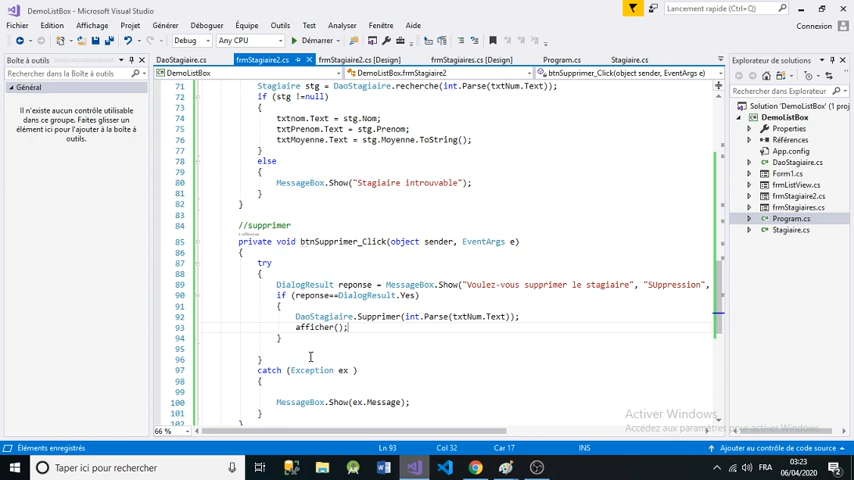 DemoListBox - Microsoft Visual Studio
Lancement rapide (Ctrl+Q)
Fichier Edition Affichage Projet Générer Déboguer Équipe Outils Test Analyser Fenêtre Aide
Connexion
Debug Any CPU Démarrer
Boîte à outils
Rechercher dans la boîte à outils
Général
Il n'existe aucun contrôle utilisable
dans ce groupe. Faites glisser un
élément ici pour l'ajouter à la boîte à
outils.
DaoStagiaire.cs frmStagiaire2.cs frmStagiaire2.cs [Design] frmStagiaires.cs [Design] Program.cs Stagiaire.cs
DemoListBox DemoListBox.frmStagiaire2 btnSupprimer_Click(object sender, EventArgs e)
71 Stagiaire stg = DaoStagiaire.recherche(int.Parse(txtNum.Text));
72 if (stg !=null)
73 {
74 txtnom.Text = stg.Nom;
75 txtPrenom.Text = stg.Prenom;
76 txtMoyenne.Text = stg.Moyenne.ToString();
77 }
78 else
79 {
80 MessageBox.Show("Stagiaire introuvable");
81 }
82 }
83
84 //supprimer
85 private void btnSupprimer_Click(object sender, EventArgs e)
86 {
87 try
88 {
89 DialogResult reponse = MessageBox.Show("Voulez-vous supprimer le stagiaire", "SUppression",
90 if (reponse==DialogResult.Yes)
91 {
92 DaoStagiaire.Supprimer(int.Parse(txtNum.Text));
93 afficher();
94 }
95
96 }
97 catch (Exception ex )
98 {
99
100 MessageBox.Show(ex.Message);
101 }
66 %
Explorateur de solutions
Rechercher dans Explorateur de
Solution 'DemoListBox' (1 proje
DemoListBox
Properties
Références
App.config
DaoStagiaire.cs
Form1.cs
frmListView.cs
frmStagiaire2.cs
frmStagiaires.cs
Program.cs
Stagiaire.cs
Activer Windows
Accédez aux paramètres pour activer Windows.
Éléments enregistrés Ln 93 Col 32 Car 17 INS Ajouter au contrôle de code source
Taper ici pour rechercher
FRA
03:23
06/04/2020
2